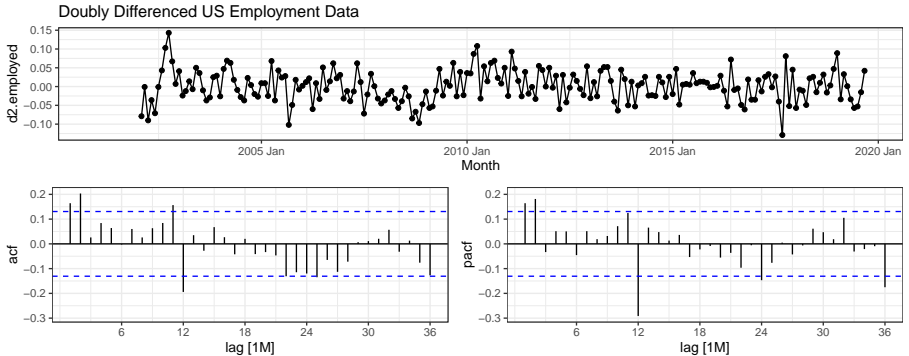 Doubly Differenced US Employment Data
d2.employed
0.15
0.10
0.05
0.00
−0.05
−0.10
2005 Jan 2010 Jan 2015 Jan 2020 Jan
Month
acf
0.2
0.1
0.0
−0.1
−0.2
−0.3
6 12 18 24 30 36
lag [1M]
pacf
0.2
0.1
0.0
−0.1
−0.2
−0.3
6 12 18 24 30 36
lag [1M]